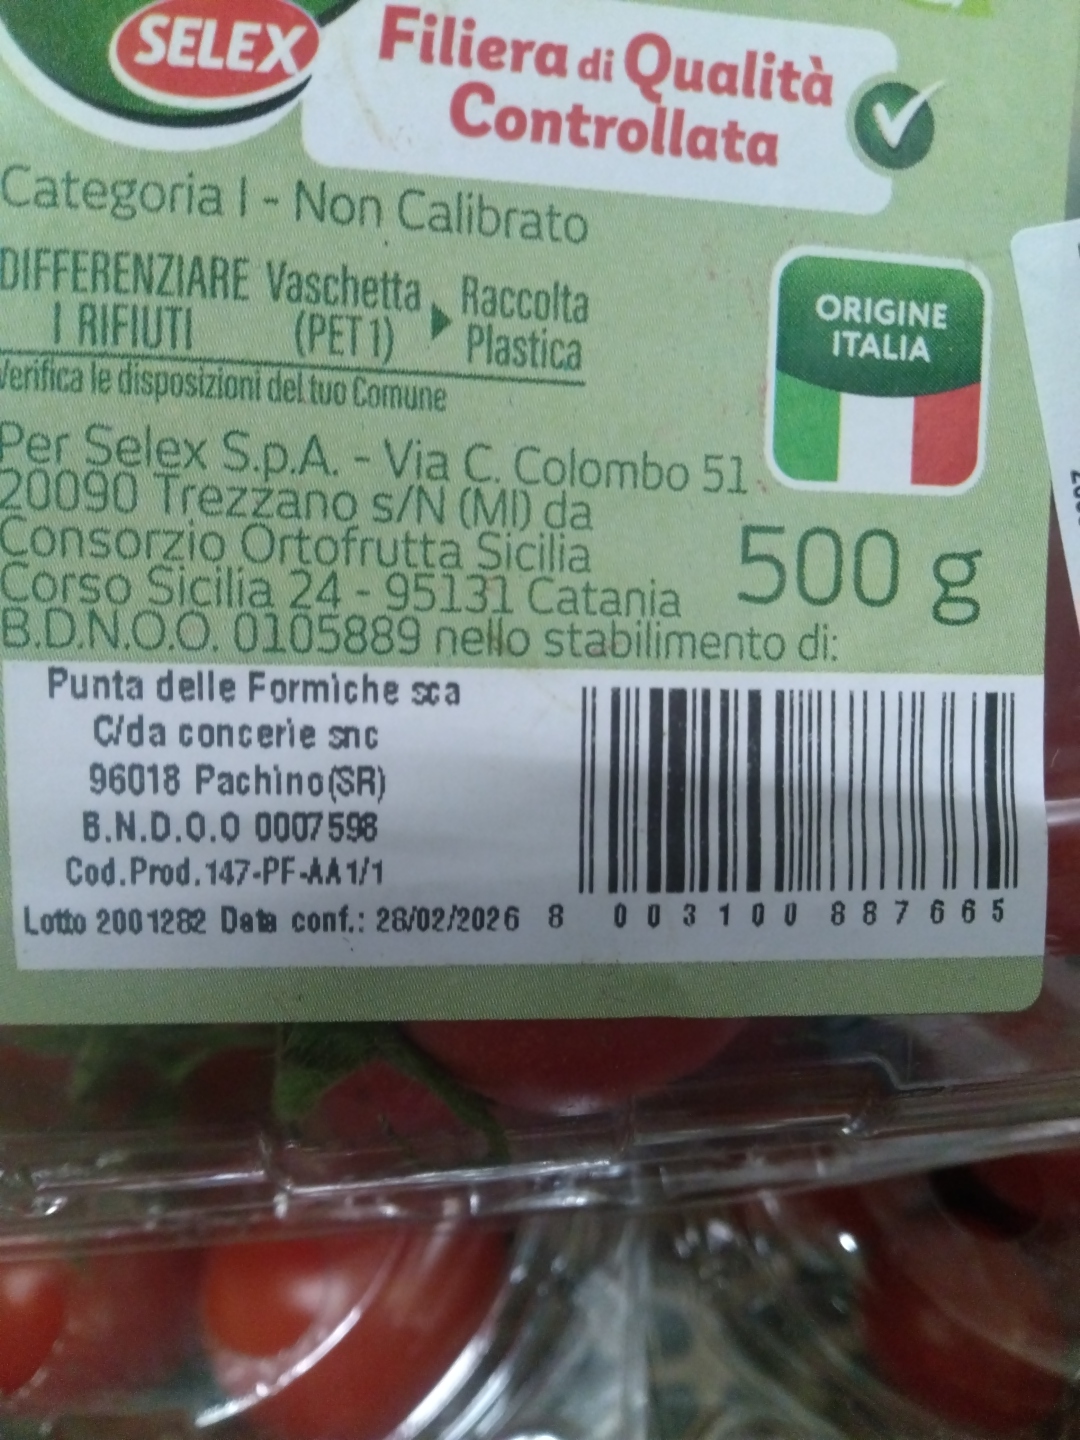 SELEX
Filiera di Qualità
Controllata
Categoria I - Non Calibrato
DIFFERENZIARE
I RIFIUTI
Vaschetta
(PET 1)
Raccolta
Plastica
Verifica le disposizioni del tuo Comune
ORIGINE
ITALIA
Per Selex S.p.A. - Via C. Colombo 51
20090 Trezzano s/N (MI) da
Consorzio Ortofrutta Sicilia
Corso Sicilia 24 - 95131 Catania
B.D.N.O.O. 0105889 nello stabilimento di:
500 g
Punta delle Formiche sca
C/da concerie snc
96018 Pachino(SR)
B.N.D.O.O 0007598
Cod.Prod.147-PF-AA1/1
Lotto 2001282 Data conf.: 28/02/2026
8 003100 887665